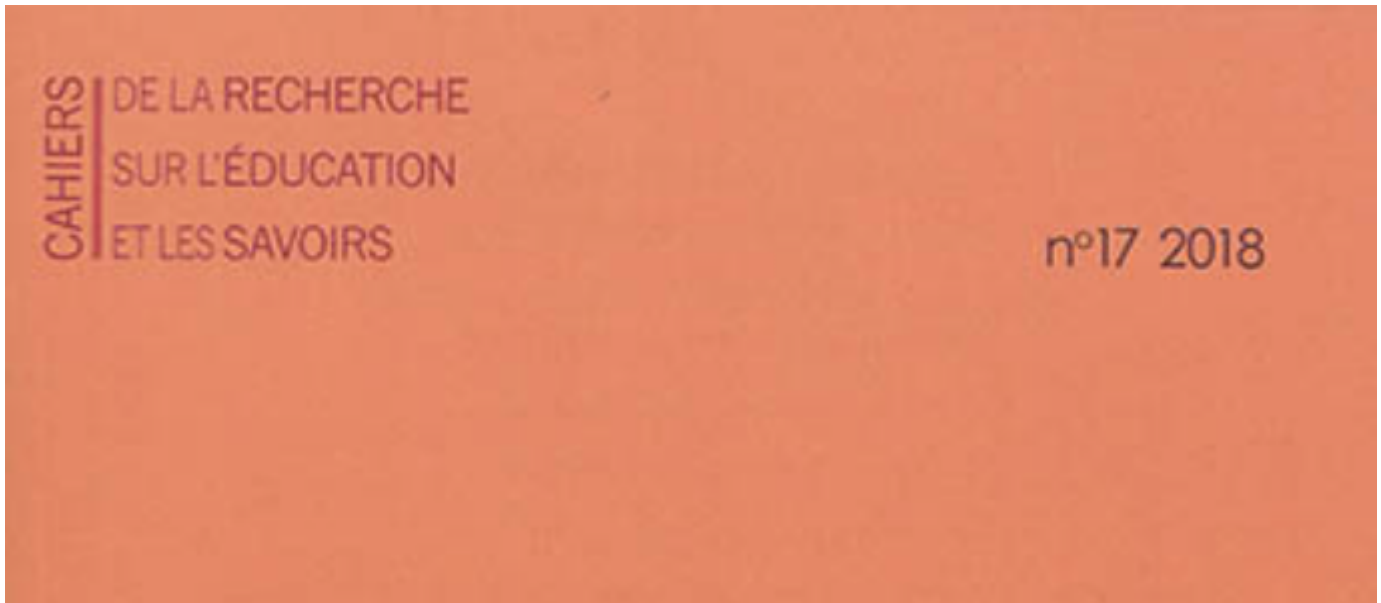 CAHIERS
DE LA RECHERCHE
SUR L'ÉDUCATION
ET LES SAVOIRS
n°17 2018